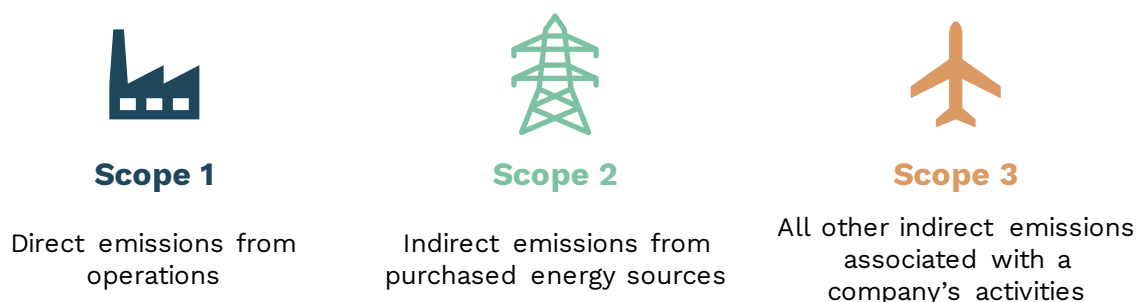 Scope 1
Direct emissions from
operations
Scope 2
Indirect emissions from
purchased energy sources
Scope 3
All other indirect emissions
associated with a
company’s activities